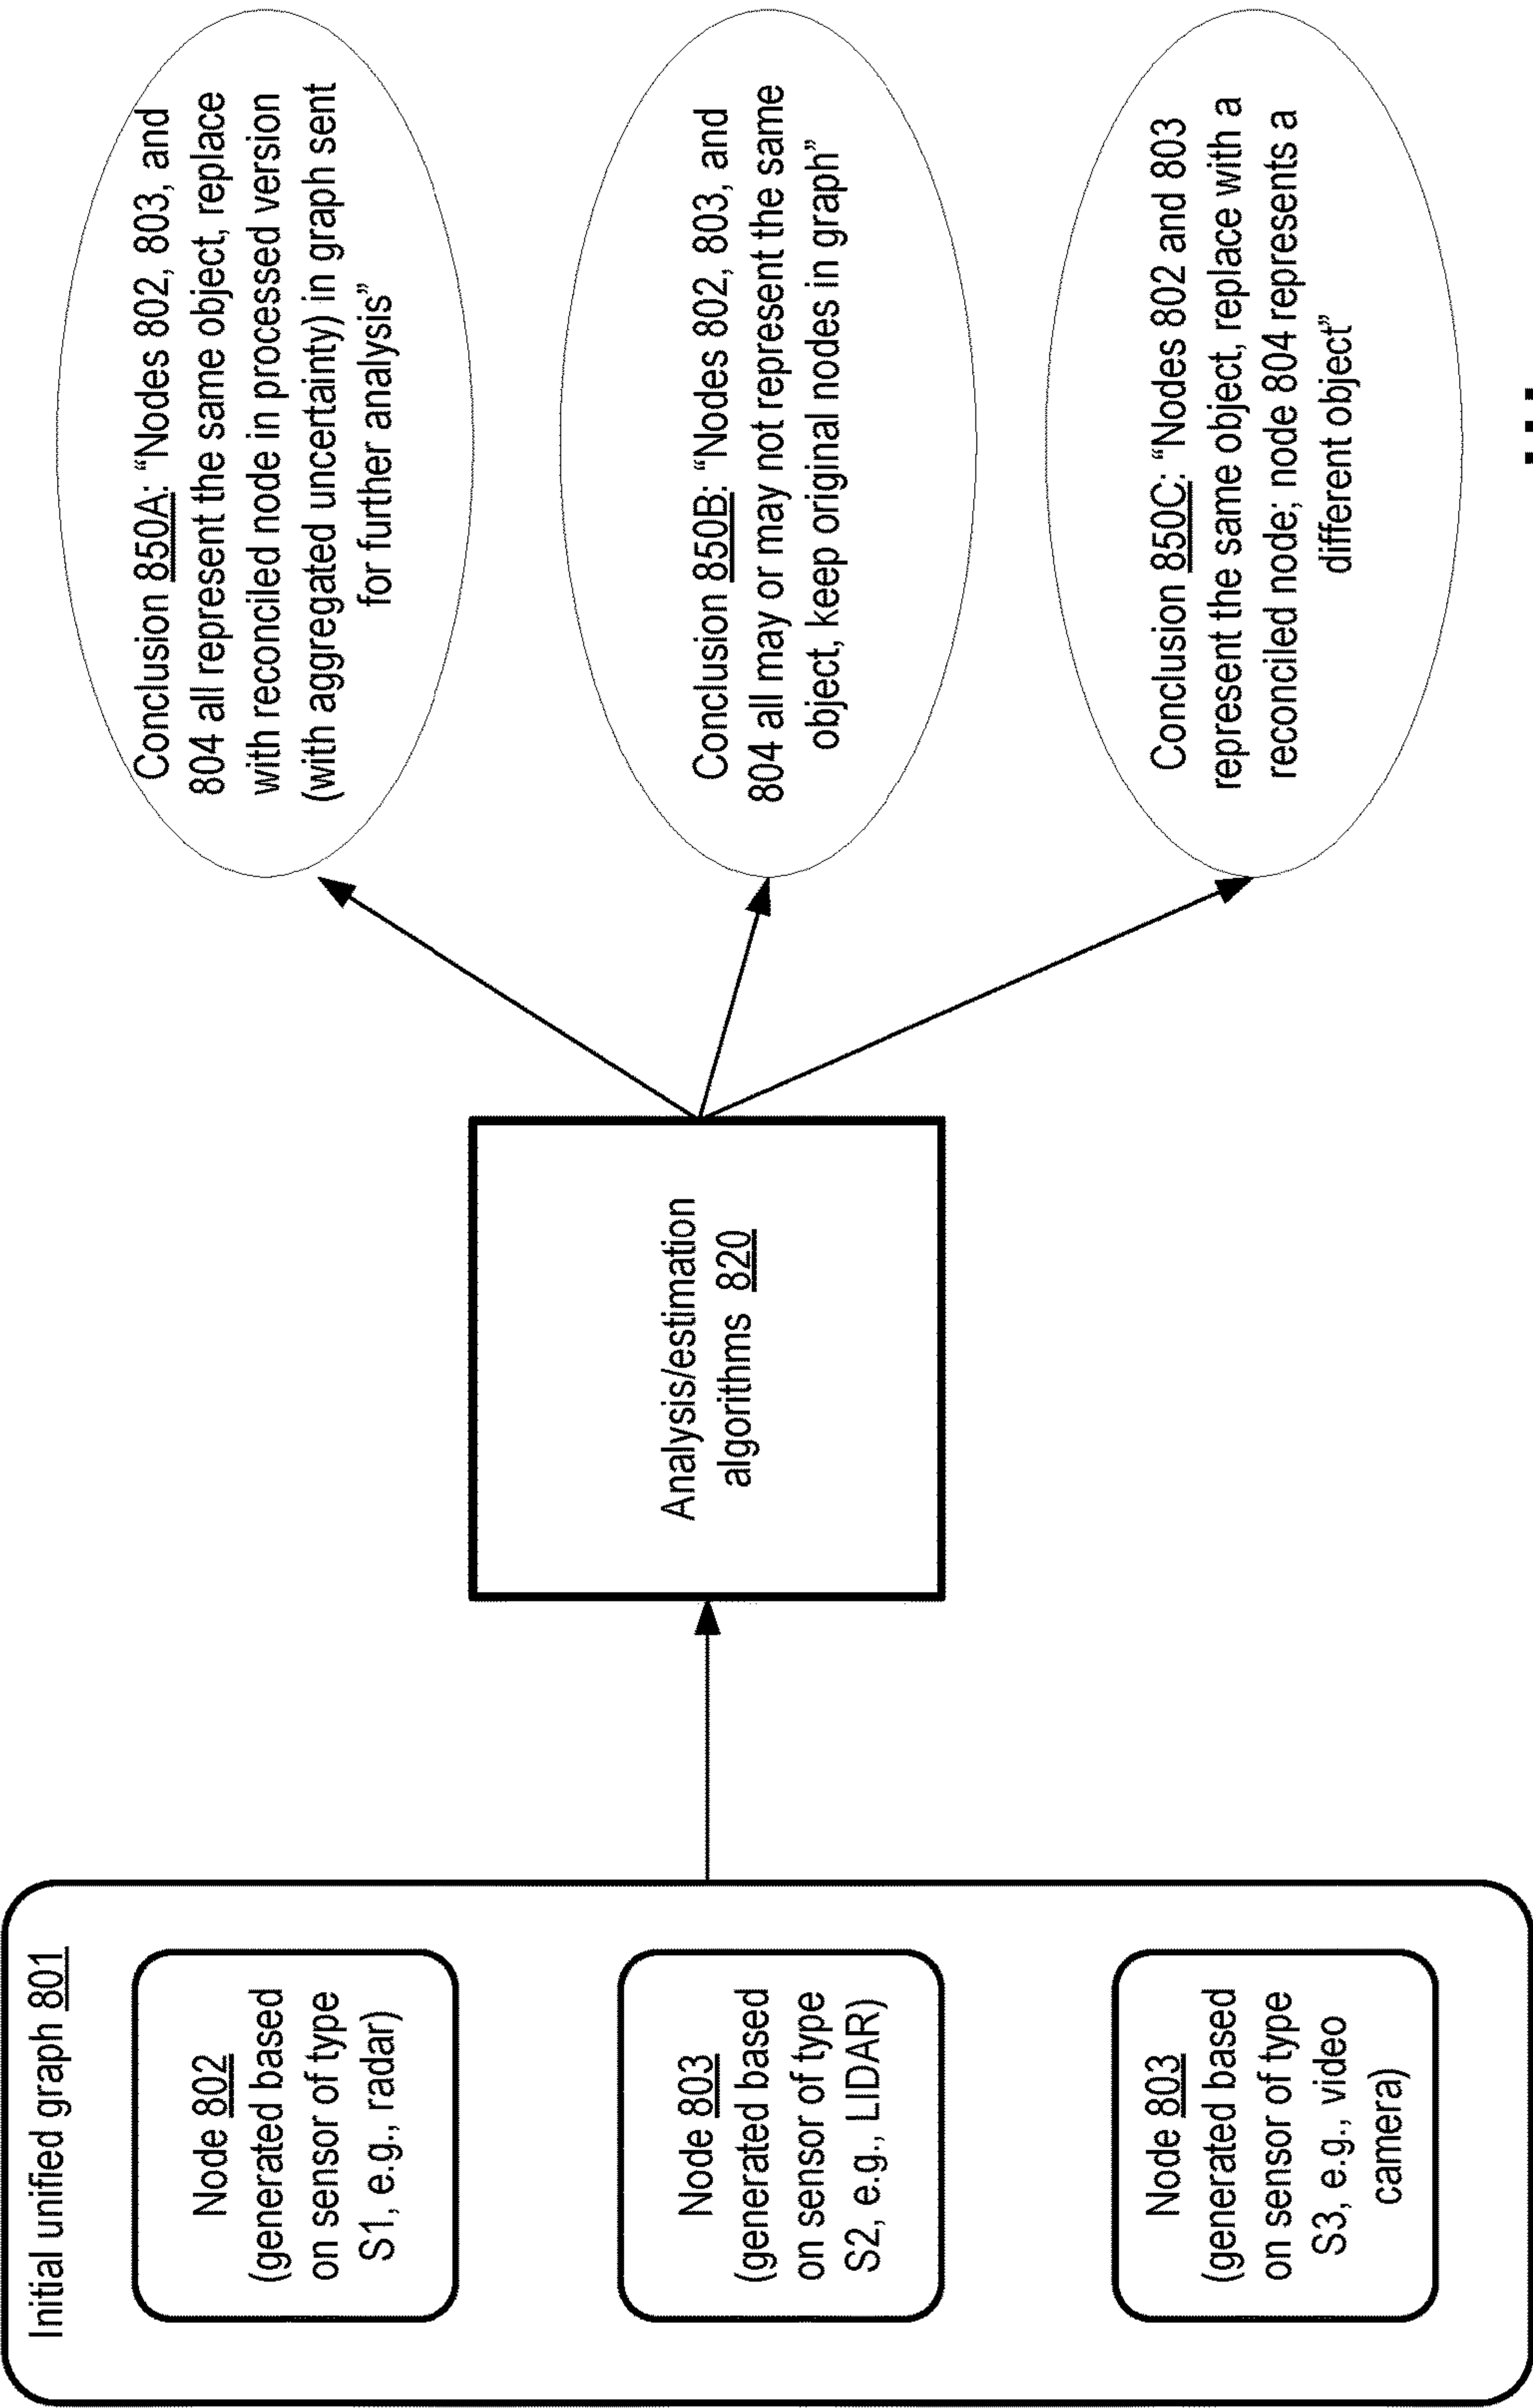 Initial unified graph 801
Node 802
(generated based
on sensor of type
S1, e.g., radar)
Node 803
(generated based
on sensor of type
S2, e.g., LIDAR)
Node 803
(generated based
on sensor of type
S3, e.g., video
camera)
Analysis/estimation
algorithms 820
Conclusion 850A: “Nodes 802, 803, and
804 all represent the same object, replace
with reconciled node in processed version
(with aggregated uncertainty) in graph sent
for further analysis”
Conclusion 850B: “Nodes 802, 803, and
804 all may or may not represent the same
object, keep original nodes in graph”
Conclusion 850C: “Nodes 802 and 803
represent the same object, replace with a
reconciled node; node 804 represents a
different object”